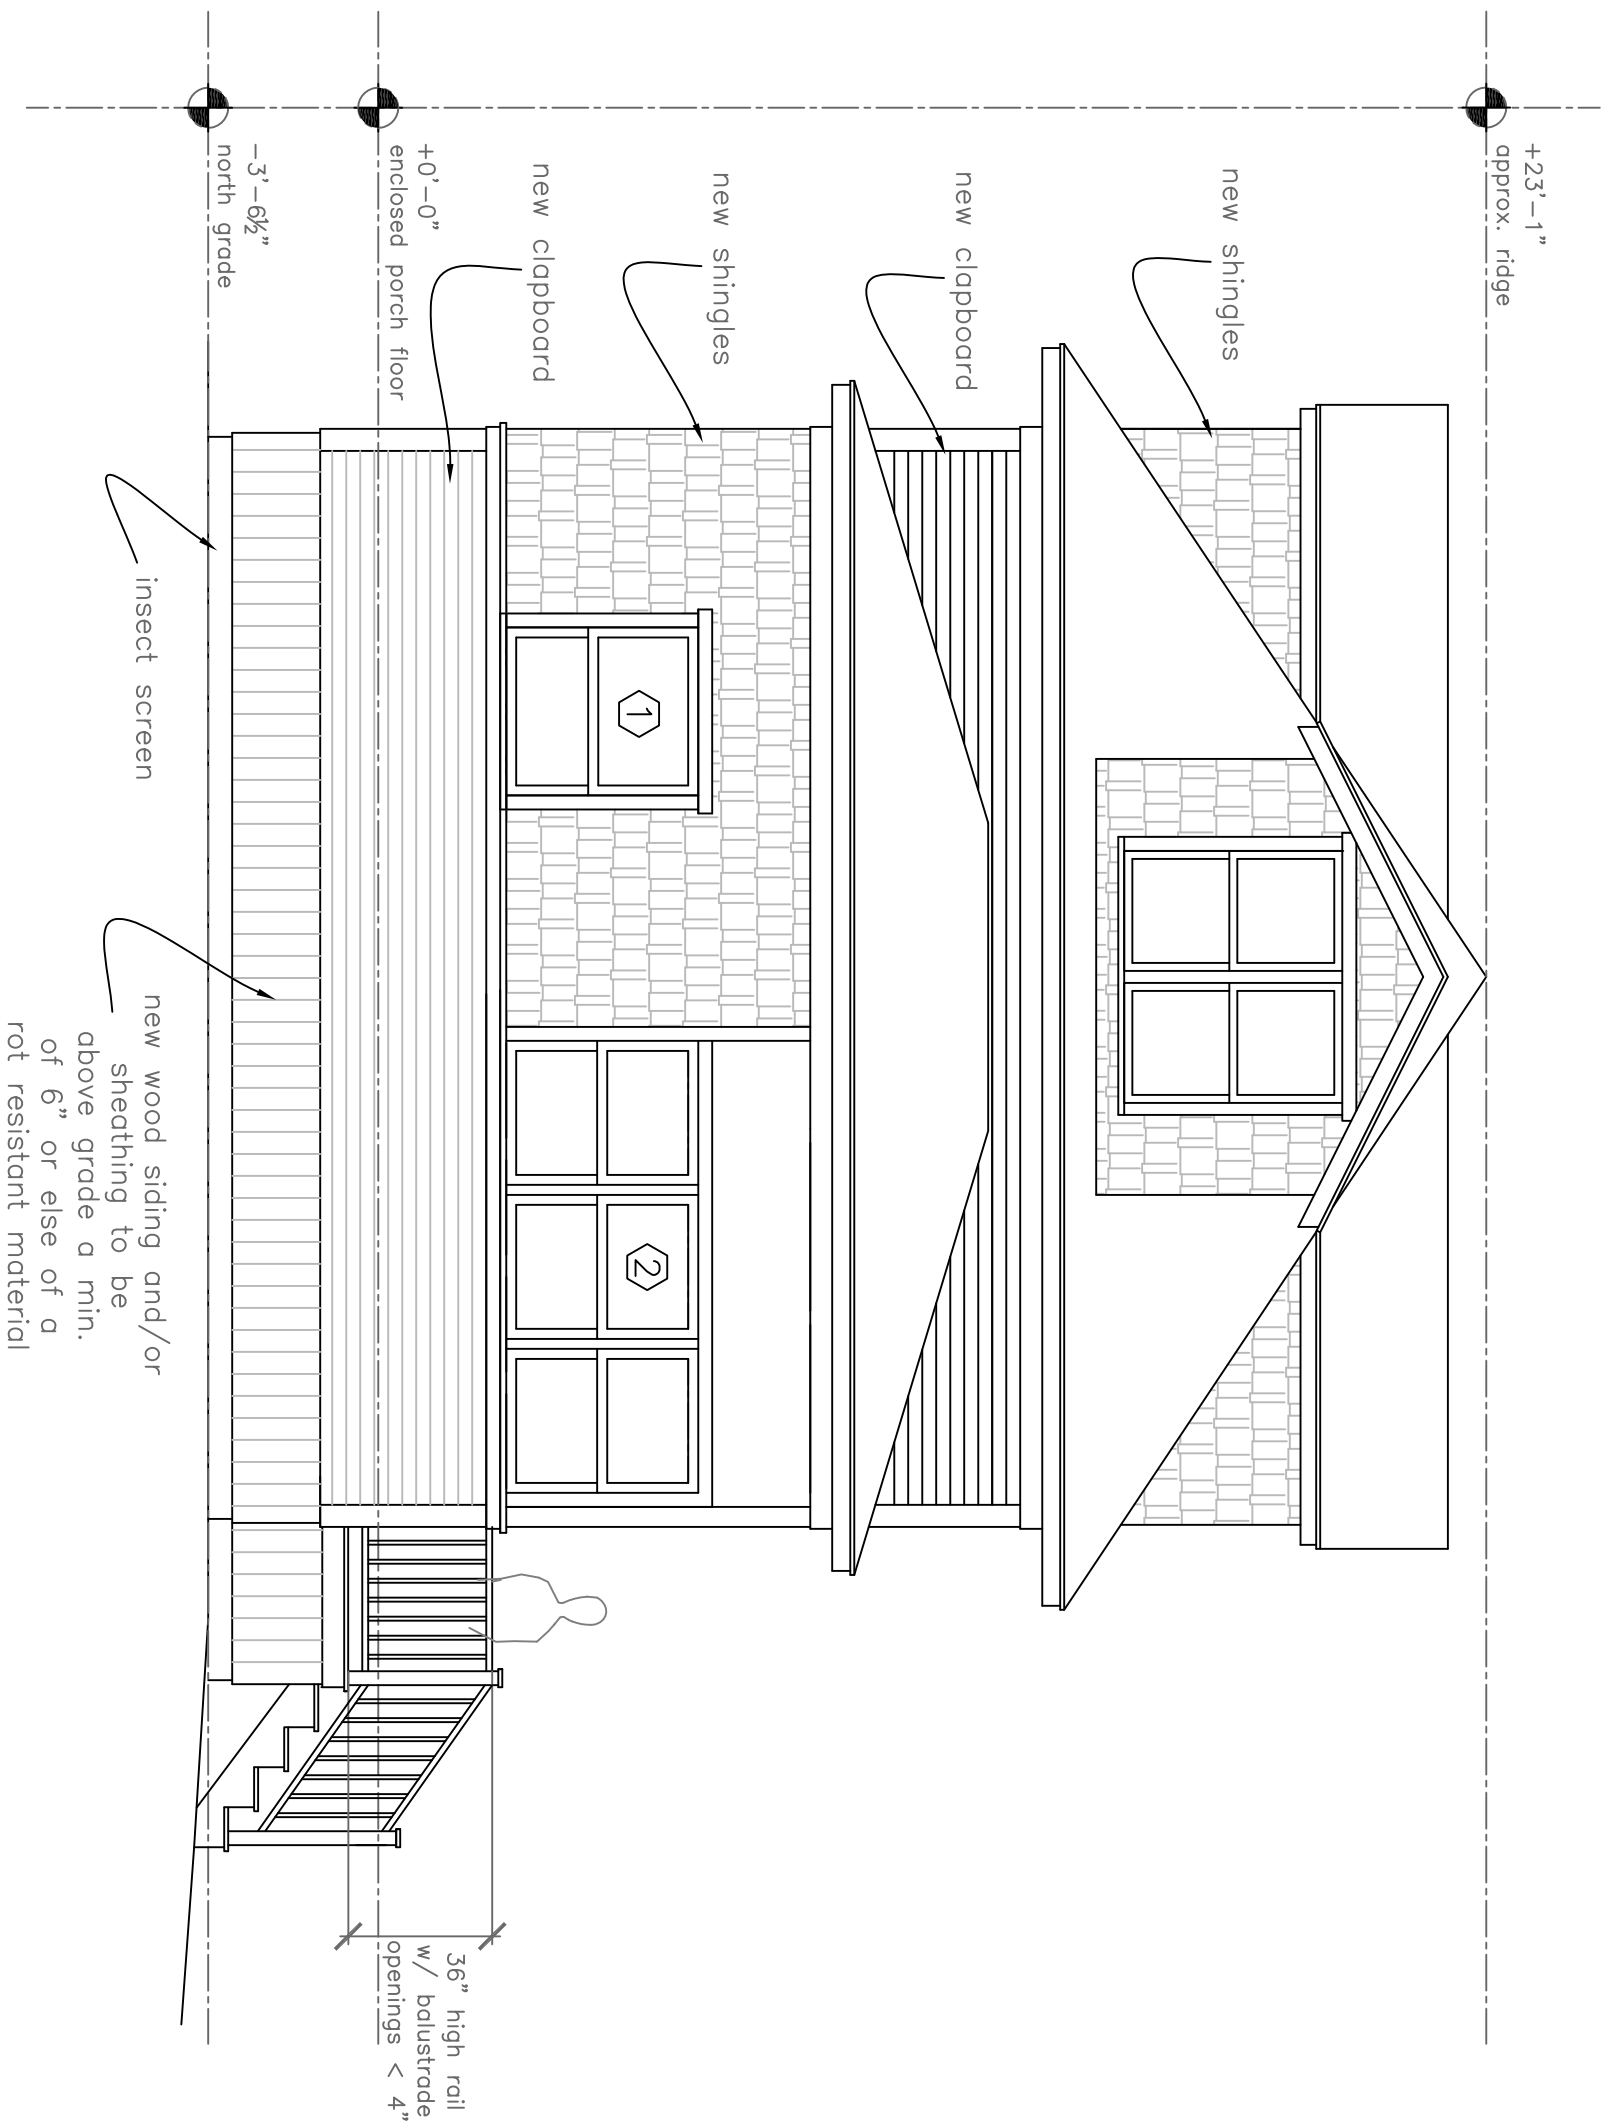 +23'-1"
approx. ridge
new shingles
new clapboard
new shingles
new clapboard
+0'-0"
enclosed porch floor
-3'-6½"
north grade
1
2
36" high rail
w/ balustrade
openings < 4"
insect screen
new wood siding and/or
sheathing to be
above grade a min.
of 6" or else of a
rot resistant material